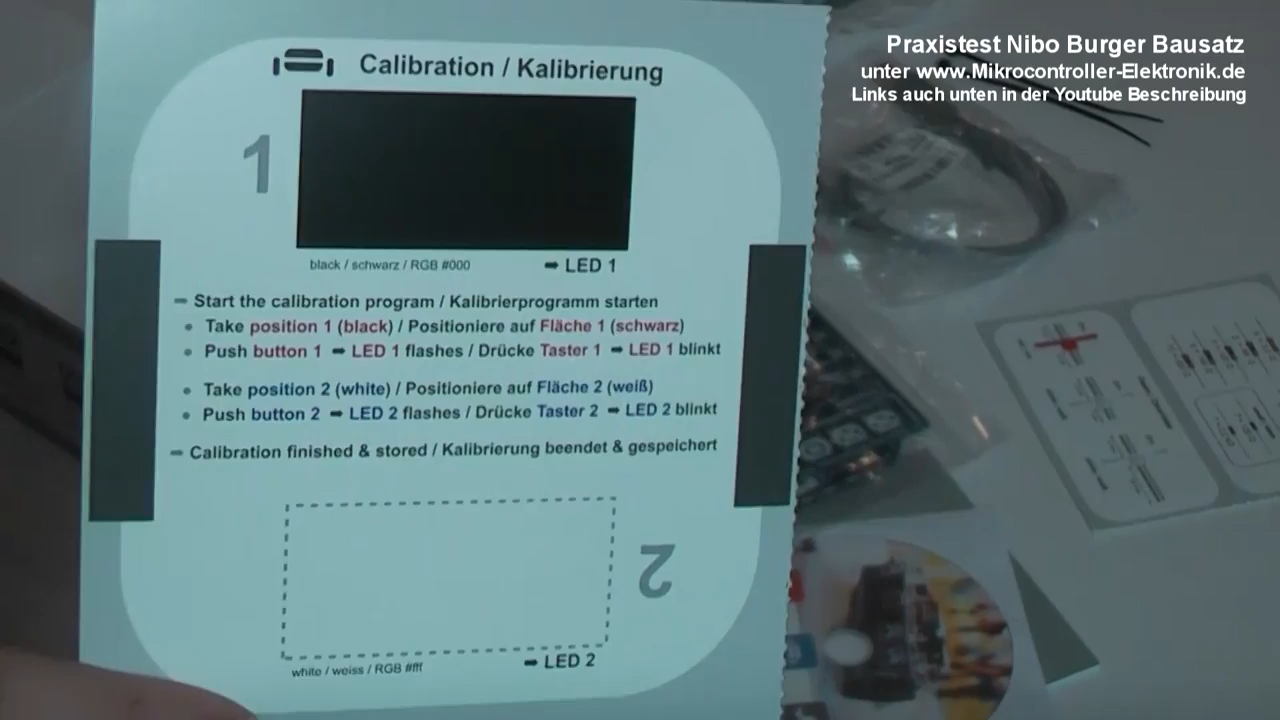 Praxistest Nibo Burger Bausatz
unter www.Mikrocontroller-Elektronik.de
Links auch unten in der Youtube Beschreibung
Calibration / Kalibrierung
1
black / schwarz / RGB #000 ➡ LED 1
Start the calibration program / Kalibrierprogramm starten
• Take position 1 (black) / Positioniere auf Fläche 1 (schwarz)
• Push button 1 ➡ LED 1 flashes / Drücke Taster 1 ➡ LED 1 blinkt
• Take position 2 (white) / Positioniere auf Fläche 2 (weiß)
• Push button 2 ➡ LED 2 flashes / Drücke Taster 2 ➡ LED 2 blinkt
Calibration finished & stored / Kalibrierung beendet & gespeichert
2
white / weiss / RGB #fff ➡ LED 2